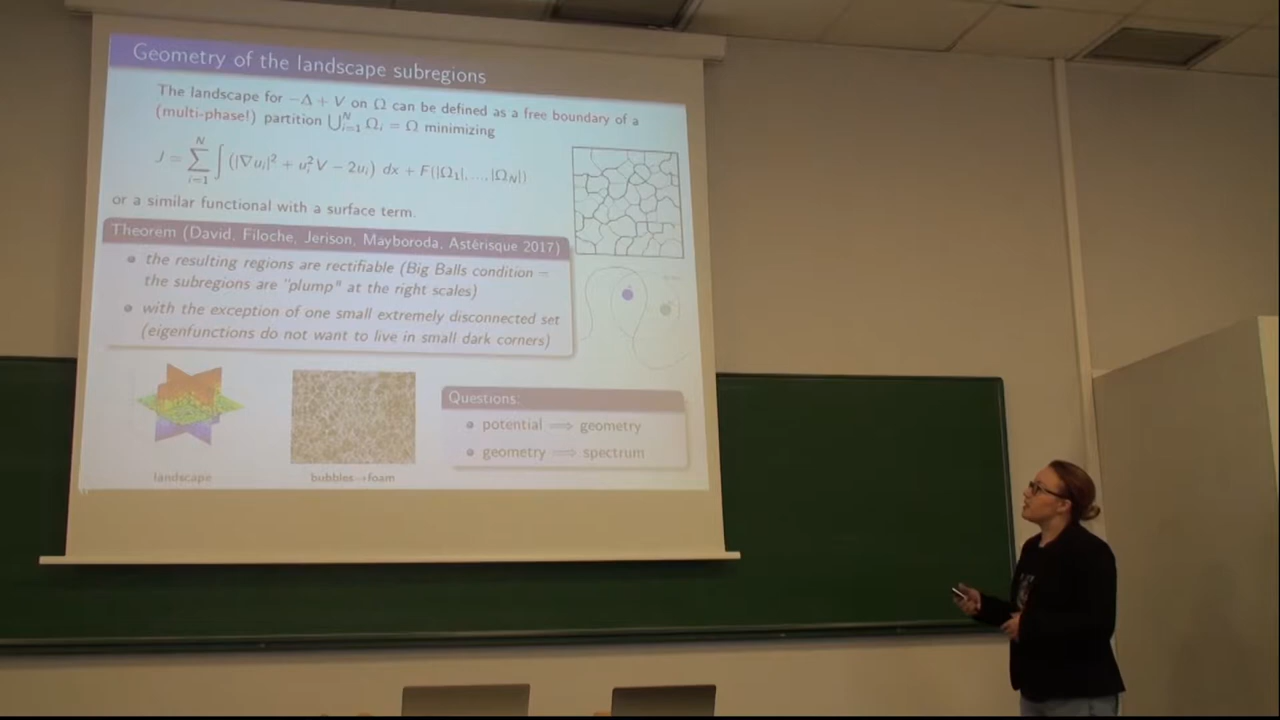 Geometry of the landscape subregions
The landscape for −Δ + V on Ω can be defined as a free boundary of a
(multi-phase!) partition ⋃ᵢ₌₁ᴺ Ωᵢ = Ω minimizing
J = ∑ᵢ₌₁ᴺ ∫ (|∇uᵢ|² + uᵢ²V − 2uᵢ) dx + F(|Ω₁|, ..., |Ω_N|)
or a similar functional with a surface term.
Theorem (David, Filoche, Jerison, Mayboroda, Astérisque 2017)
the resulting regions are rectifiable (Big Balls condition =
the subregions are "plump" at the right scales)
with the exception of one small extremely disconnected set
(eigenfunctions do not want to live in small dark corners)
Questions:
potential ⟹ geometry
geometry ⟹ spectrum
landscape
bubbles→foam